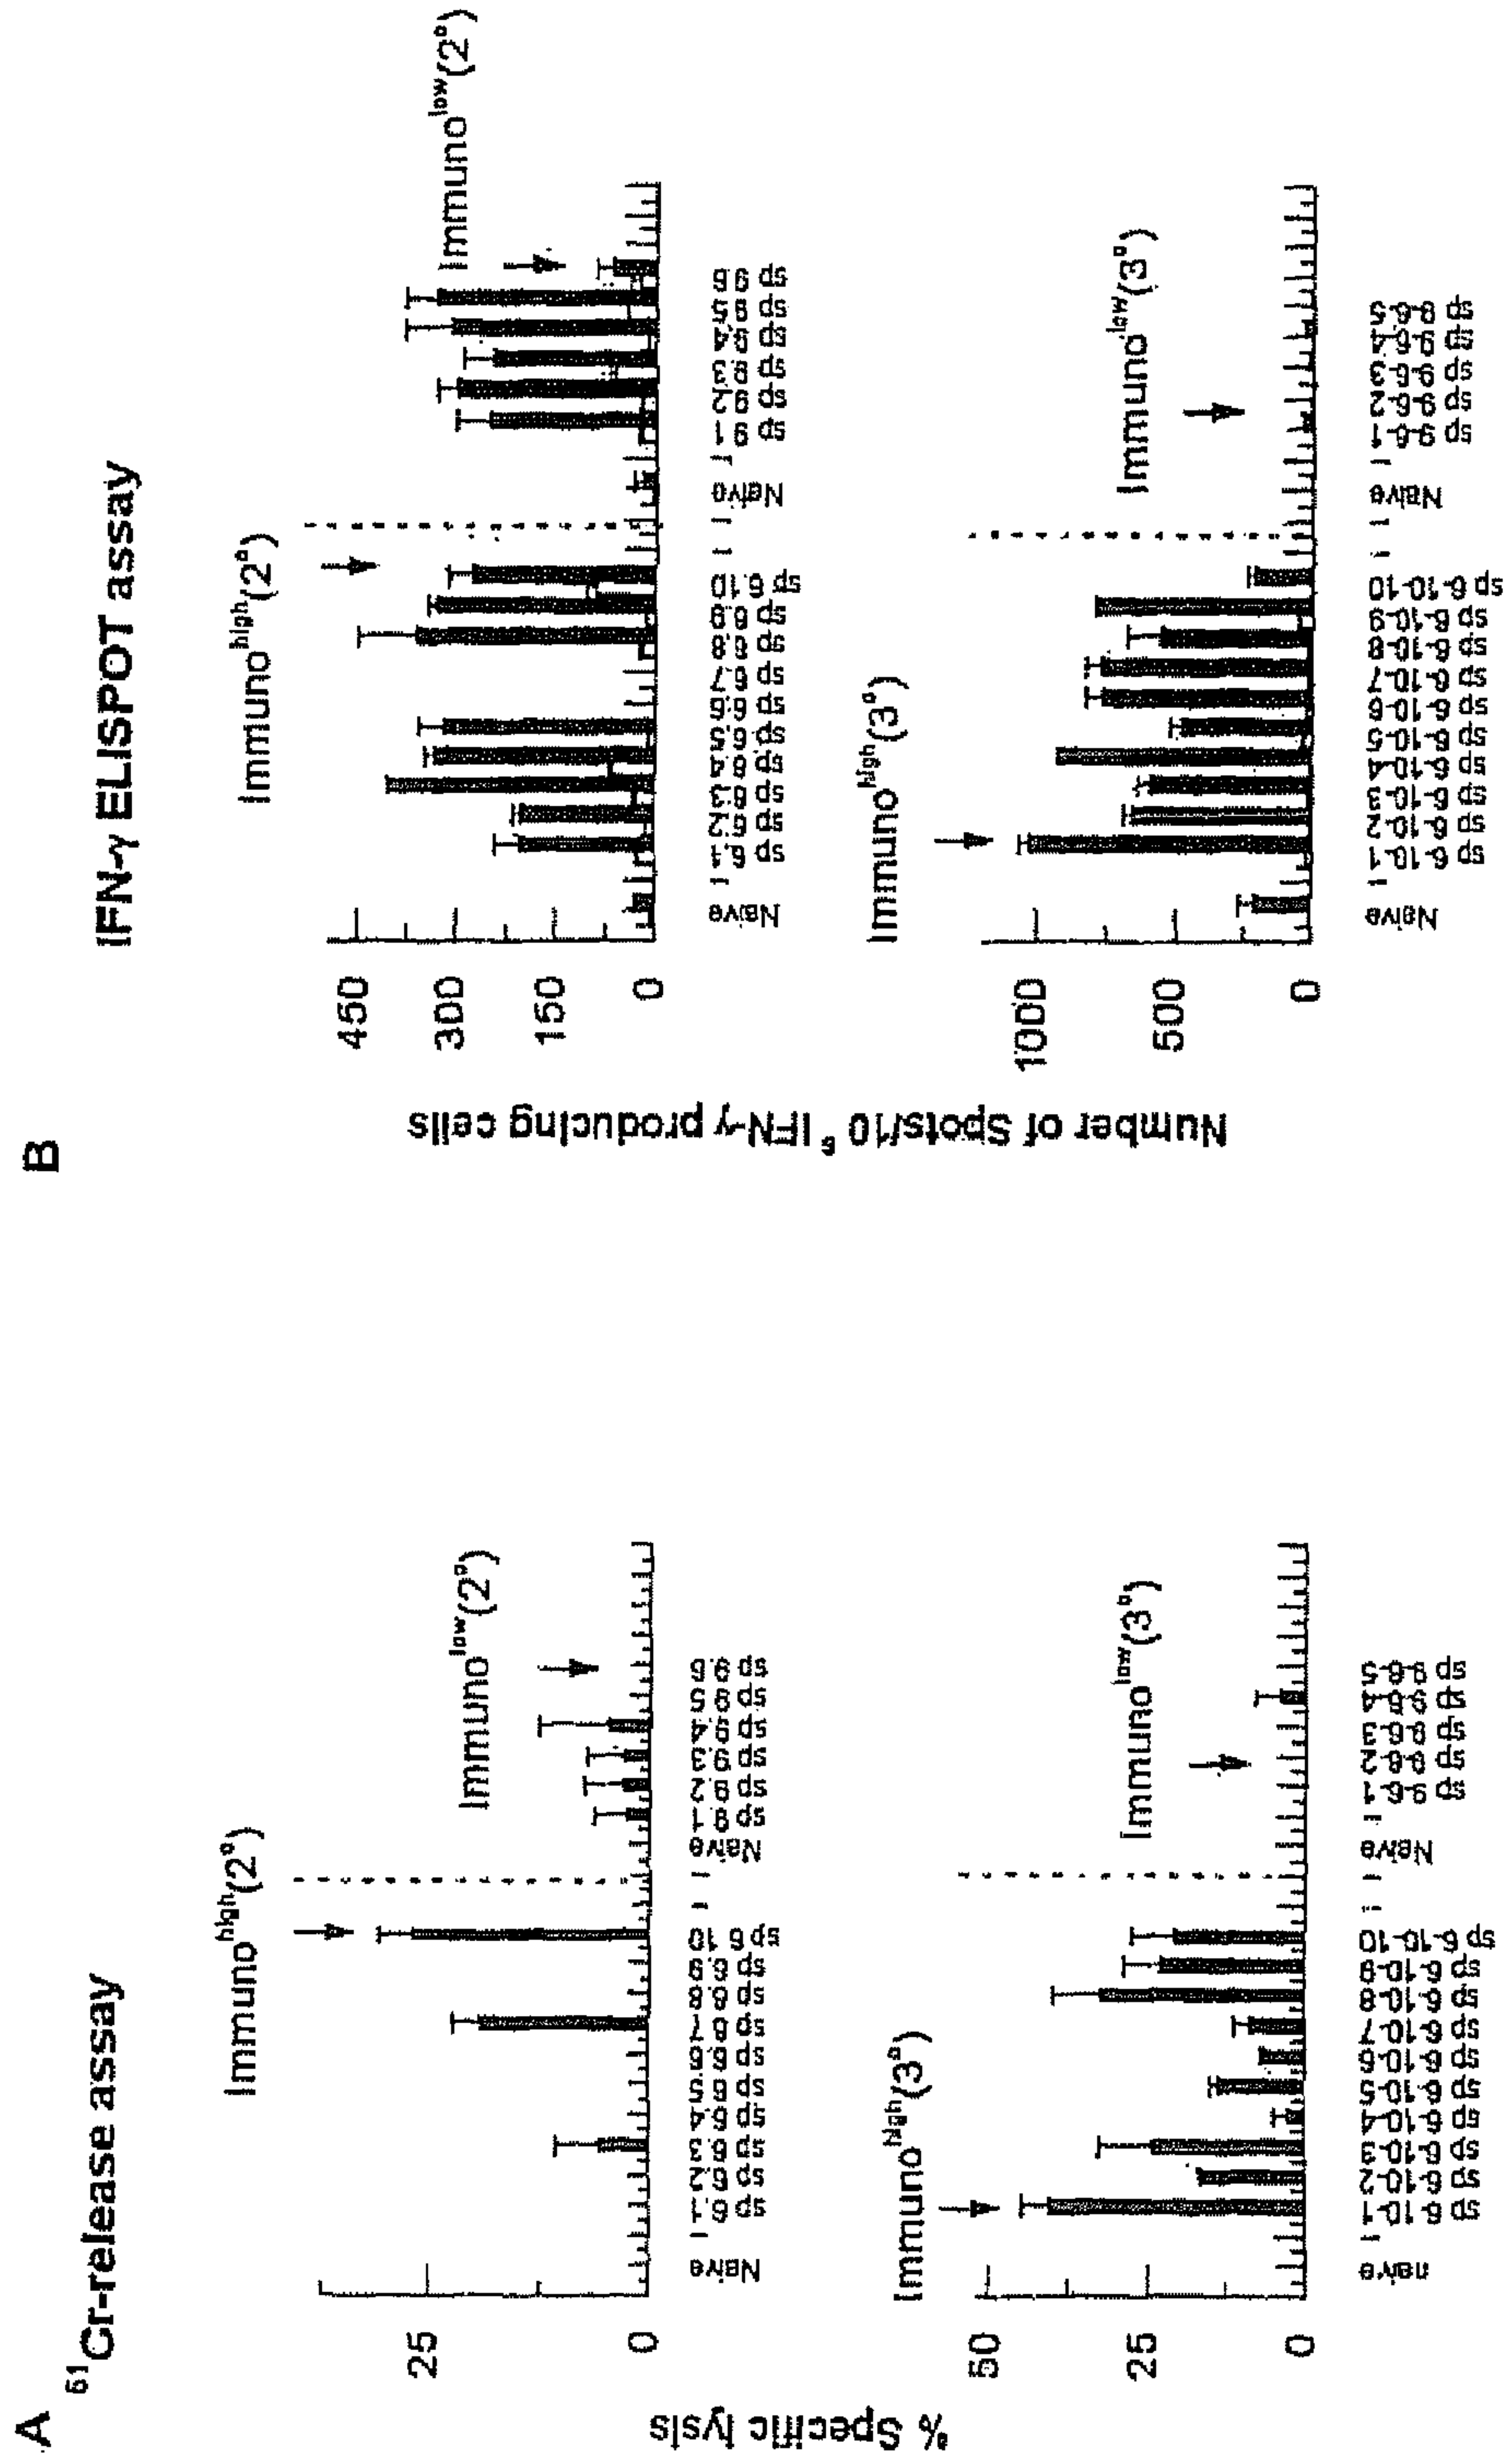 A
61Cr-release assay
% Specific lysis
25
0
Immunohigh(2°)
Immunolow(2°)
Naive
sp 6.1
sp 6.2
sp 6.3
sp 6.4
sp 6.5
sp 6.6
sp 6.7
sp 6.8
sp 6.9
sp 6.10
Naive
sp 9.1
sp 9.2
sp 9.3
sp 9.4
sp 9.5
sp 9.6
50
25
0
Immunohigh(3°)
Immunolow(3°)
naive
sp 6-10-1
sp 6-10-2
sp 6-10-3
sp 6-10-4
sp 6-10-5
sp 6-10-6
sp 6-10-7
sp 6-10-8
sp 6-10-9
sp 6-10-10
Naive
sp 9-6-1
sp 9-6-2
sp 9-6-3
sp 9-6-4
sp 9-6-5
B
IFN-γ ELISPOT assay
Number of Spots/10 6 IFN-γ producing cells
450
300
150
0
Immunohigh(2°)
Immunolow(2°)
Naive
sp 6.1
sp 6.2
sp 6.3
sp 6.4
sp 6.5
sp 6.6
sp 6.7
sp 6.8
sp 6.9
sp 6.10
Naive
sp 9.1
sp 9.2
sp 9.3
sp 9.4
sp 9.5
sp 9.6
1000
500
0
Immunohigh(3°)
Immunolow(3°)
Naive
sp 6-10-1
sp 6-10-2
sp 6-10-3
sp 6-10-4
sp 6-10-5
sp 6-10-6
sp 6-10-7
sp 6-10-8
sp 6-10-9
sp 6-10-10
Naive
sp 9-6-1
sp 9-6-2
sp 9-6-3
sp 9-6-4
sp 9-6-5